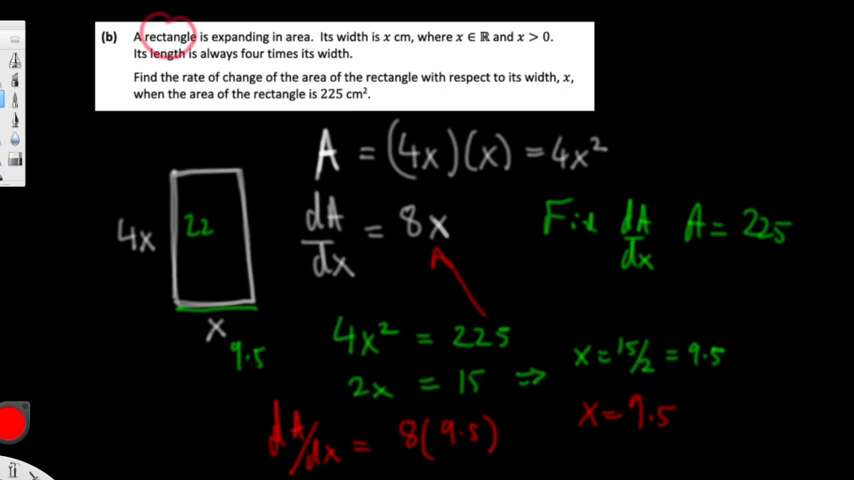 (b) A rectangle is expanding in area. Its width is x cm, where x ∈ ℝ and x > 0.
Its length is always four times its width.
Find the rate of change of the area of the rectangle with respect to its width, x,
when the area of the rectangle is 225 cm².
A = (4x)(x) = 4x²
4x
22
dA/dx = 8x
Find dA/dx A = 225
x
9.5
4x² = 225
2x = 15 ⇒ x = 15/2 = 9.5
dA/dx = 8(9.5)
x = 9.5